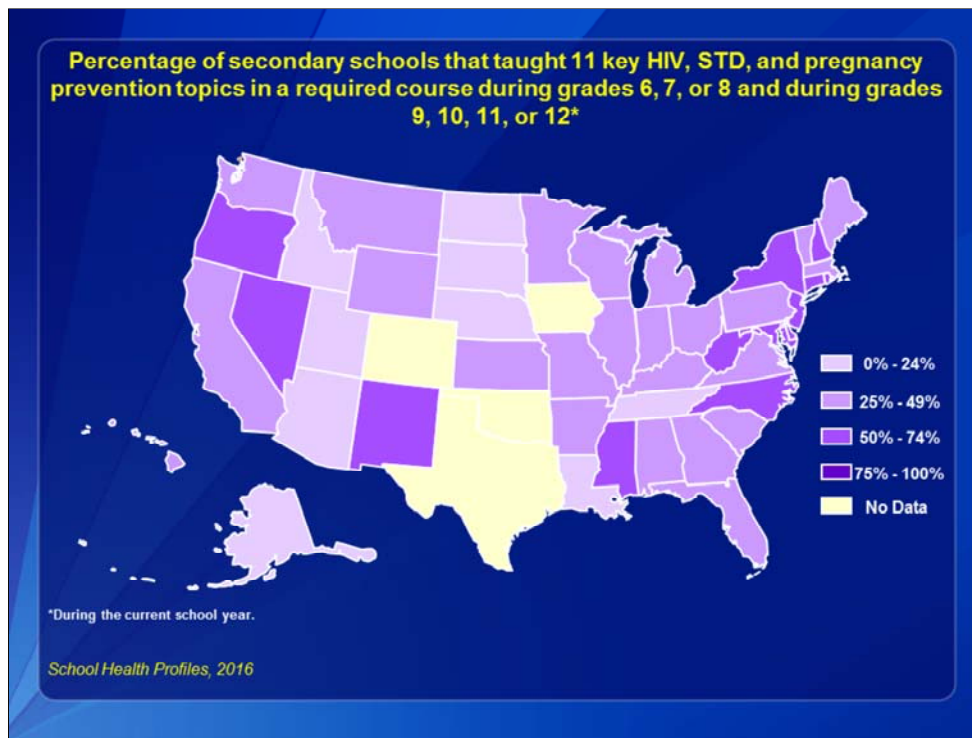 Percentage of secondary schools that taught 11 key HIV, STD, and pregnancy
prevention topics in a required course during grades 6, 7, or 8 and during grades
9, 10, 11, or 12*
0% - 24%
25% - 49%
50% - 74%
75% - 100%
No Data
*During the current school year.
School Health Profiles, 2016